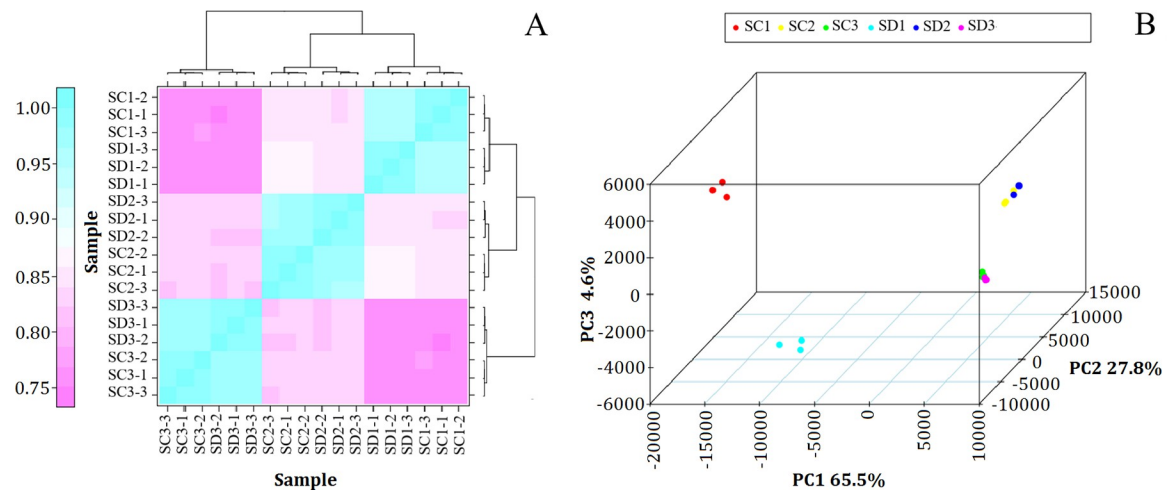 A
1.00
0.95
0.90
0.85
0.80
0.75
Sample
SC1-2
SC1-1
SC1-3
SD1-3
SD1-2
SD1-1
SD2-3
SD2-1
SD2-2
SC2-2
SC2-1
SC2-3
SD3-3
SD3-1
SD3-2
SC3-2
SC3-1
SC3-3
SC3-3
SC3-1
SC3-2
SD3-2
SD3-1
SD3-3
SC2-3
SC2-1
SC2-2
SD2-2
SD2-1
SD2-3
SD1-1
SD1-2
SD1-3
SC1-3
SC1-1
SC1-2
Sample
B
SC1 SC2 SC3 SD1 SD2 SD3
6000
4000
2000
0
-2000
-4000
-6000
PC3 4.6%
-20000
-15000
-10000
-5000
0
5000
10000
PC1 65.5%
15000
10000
5000
0
-5000
-10000
PC2 27.8%